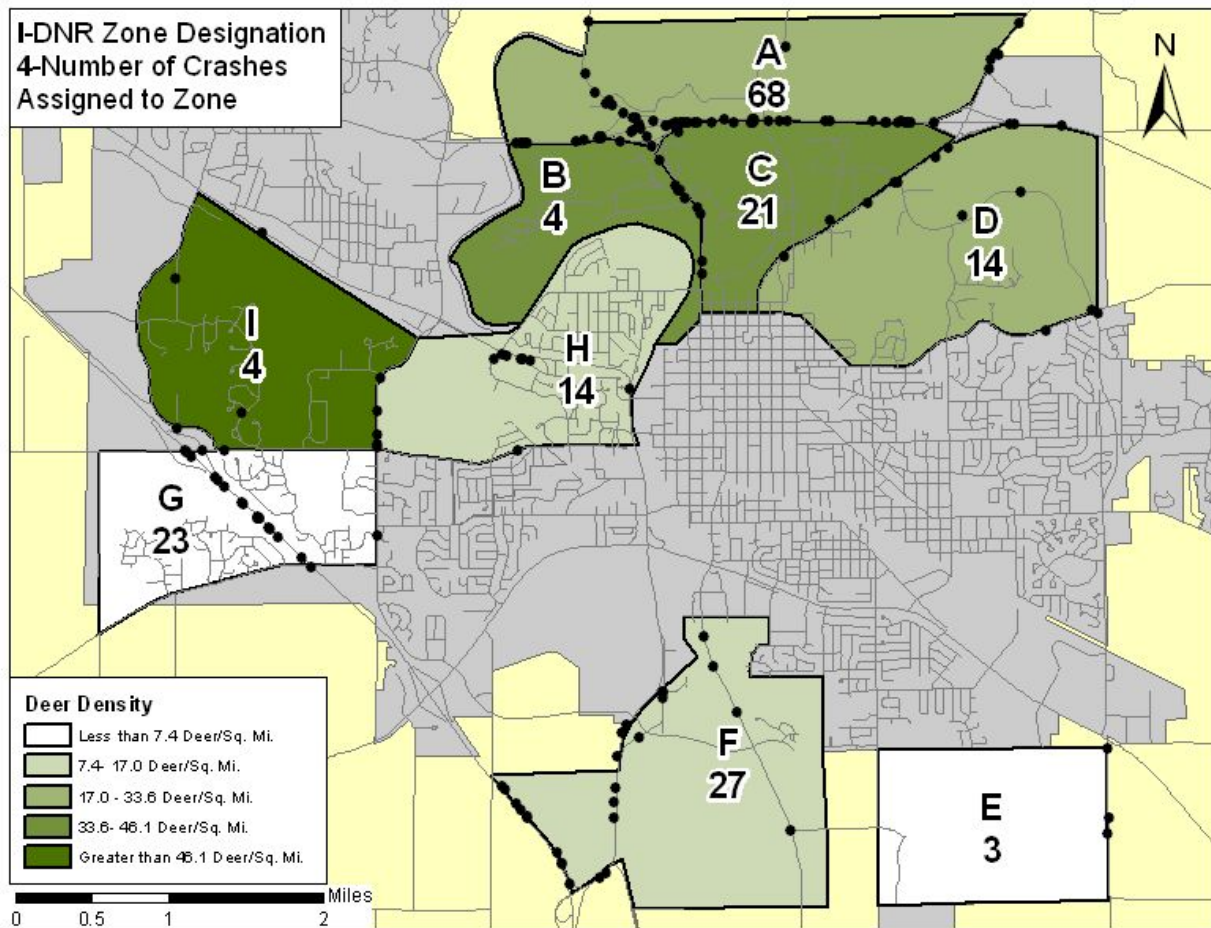 I-DNR Zone Designation
4-Number of Crashes
Assigned to Zone
N
A
68
B
4
C
21
D
14
I
4
H
14
G
23
F
27
E
3
Deer Density
Less than 7.4 Deer/Sq. Mi.
7.4- 17.0 Deer/Sq. Mi.
17.0 - 33.6 Deer/Sq. Mi.
33.6- 46.1 Deer/Sq. Mi.
Greater than 46.1 Deer/Sq. Mi.
Miles
0 0.5 1 2